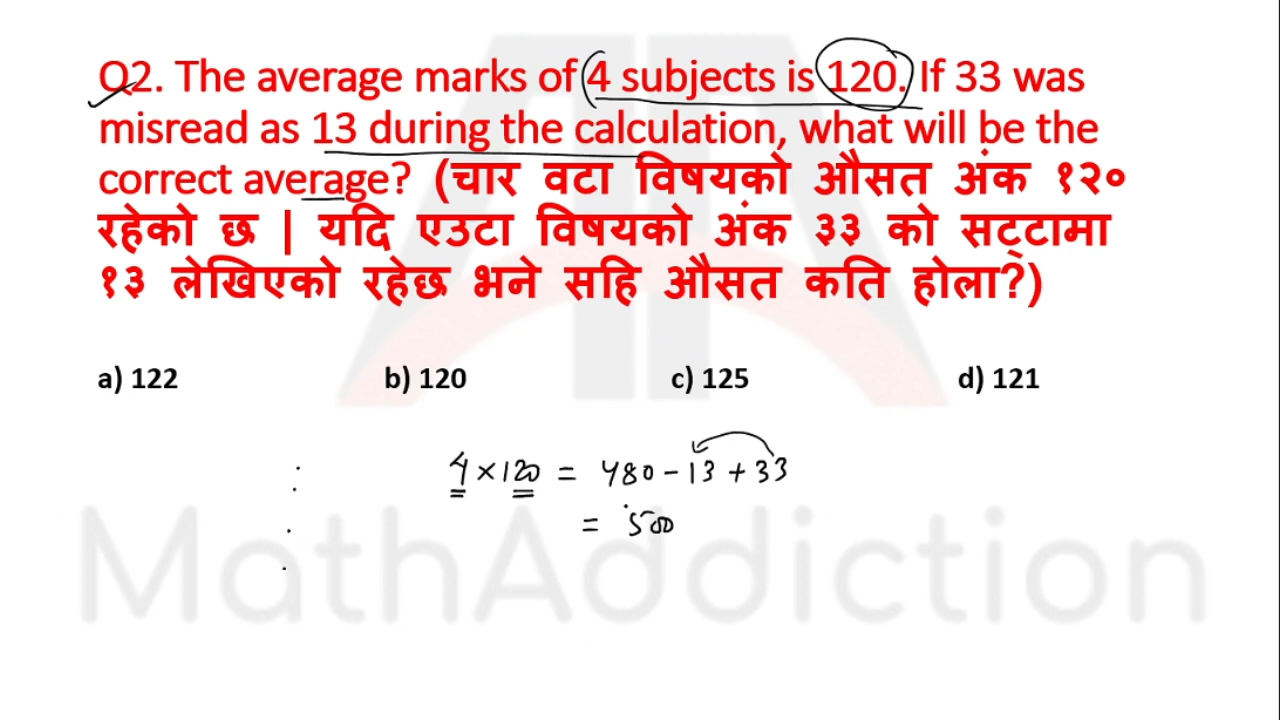 Q2. The average marks of 4 subjects is 120. If 33 was
misread as 13 during the calculation, what will be the
correct average? (चार वटा विषयको औसत अंक १२०
रहेको छ | यदि एउटा विषयको अंक ३३ को सट्टामा
१३ लेखिएको रहेछ भने सहि औसत कति होला?)
a) 122 b) 120 c) 125 d) 121
4 × 120 = 480 - 13 + 33
= 500
MathAddiction